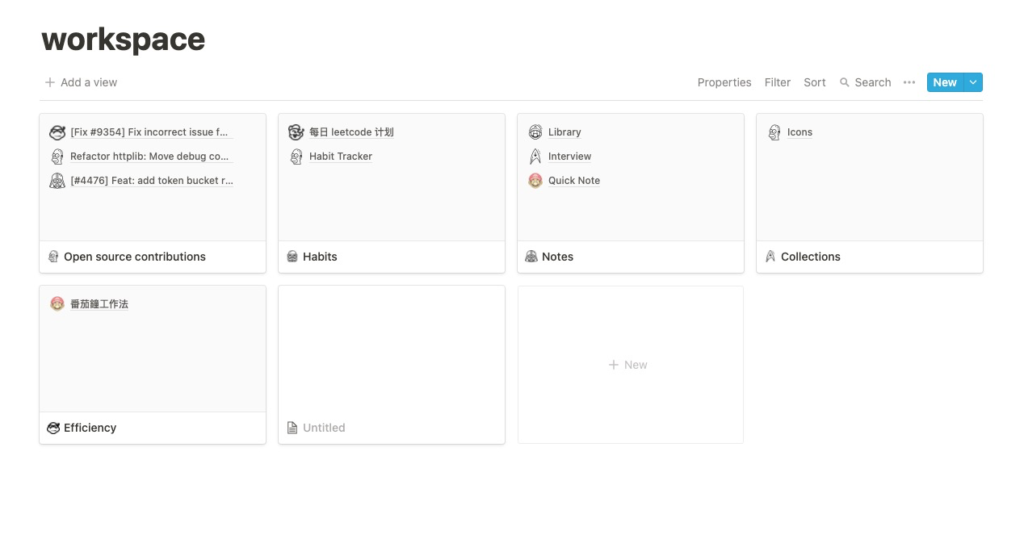 workspace
Add a view
Properties Filter Sort Search New
[Fix #9354] Fix incorrect issue f...
Refactor httplib: Move debug co...
[#4476] Feat: add token bucket r...
Open source contributions
每日 leetcode 计划
Habit Tracker
Habits
Library
Interview
Quick Note
Notes
Icons
Collections
番茄鐘工作法
Efficiency
Untitled
+ New